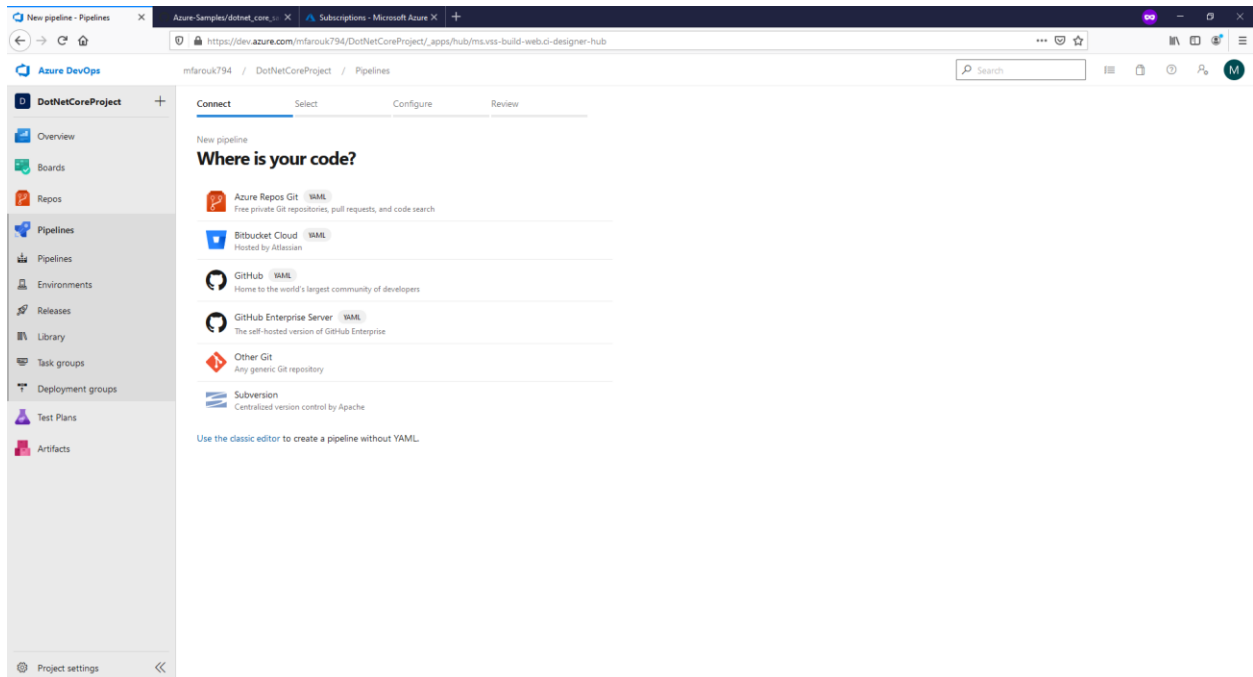 New pipeline - Pipelines
Azure-Samples/dotnet_core_sa
Subscriptions - Microsoft Azure
https://dev.azure.com/mfarouk794/DotNetCoreProject/_apps/hub/ms.vss-build-web.ci-designer-hub
Azure DevOps
mfarouk794 / DotNetCoreProject / Pipelines
Search
M
D DotNetCoreProject
Overview
Boards
Repos
Pipelines
Pipelines
Environments
Releases
Library
Task groups
Deployment groups
Test Plans
Artifacts
Project settings
Connect Select Configure Review
New pipeline
Where is your code?
Azure Repos Git YAML
Free private Git repositories, pull requests, and code search
Bitbucket Cloud YAML
Hosted by Atlassian
GitHub YAML
Home to the world's largest community of developers
GitHub Enterprise Server YAML
The self-hosted version of GitHub Enterprise
Other Git
Any generic Git repository
Subversion
Centralized version control by Apache
Use the classic editor to create a pipeline without YAML.